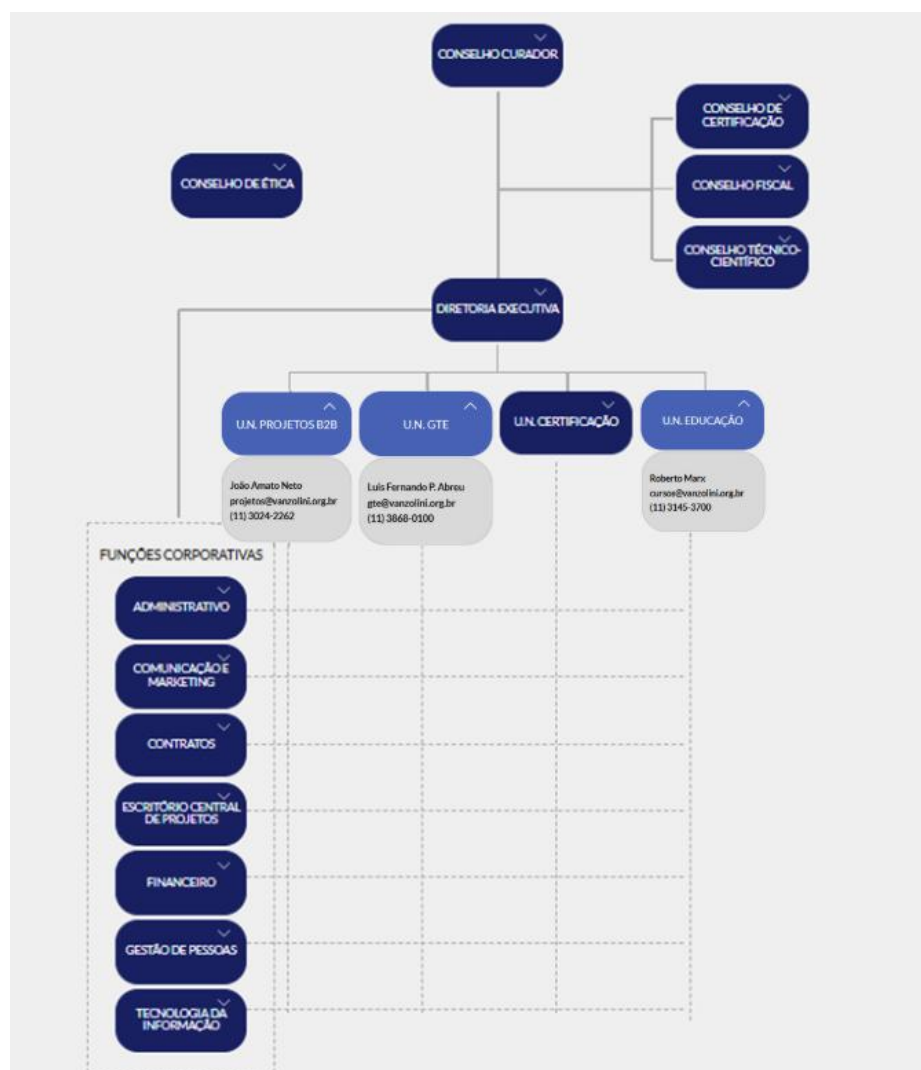 CONSELHO CURADOR
CONSELHO DE
CERTIFICAÇÃO
CONSELHO DE ÉTICA
CONSELHO FISCAL
CONSELHO TÉCNICO-
CIENTÍFICO
DIRETORIA EXECUTIVA
U.N. PROJETOS B2B
U.N. GTE
U.N. CERTIFICAÇÃO
U.N. EDUCAÇÃO
João Amato Neto
projetos@vanzolini.org.br
(11) 3024-2262
Luis Fernando P. Abreu
gte@vanzolini.org.br
(11) 3868-0100
Roberto Marx
cursos@vanzolini.org.br
(11) 3145-3700
FUNÇÕES CORPORATIVAS
ADMINISTRATIVO
COMUNICAÇÃO E
MARKETING
CONTRATOS
ESCRITÓRIO CENTRAL
DE PROJETOS
FINANCEIRO
GESTÃO DE PESSOAS
TECNOLOGIA DA
INFORMAÇÃO